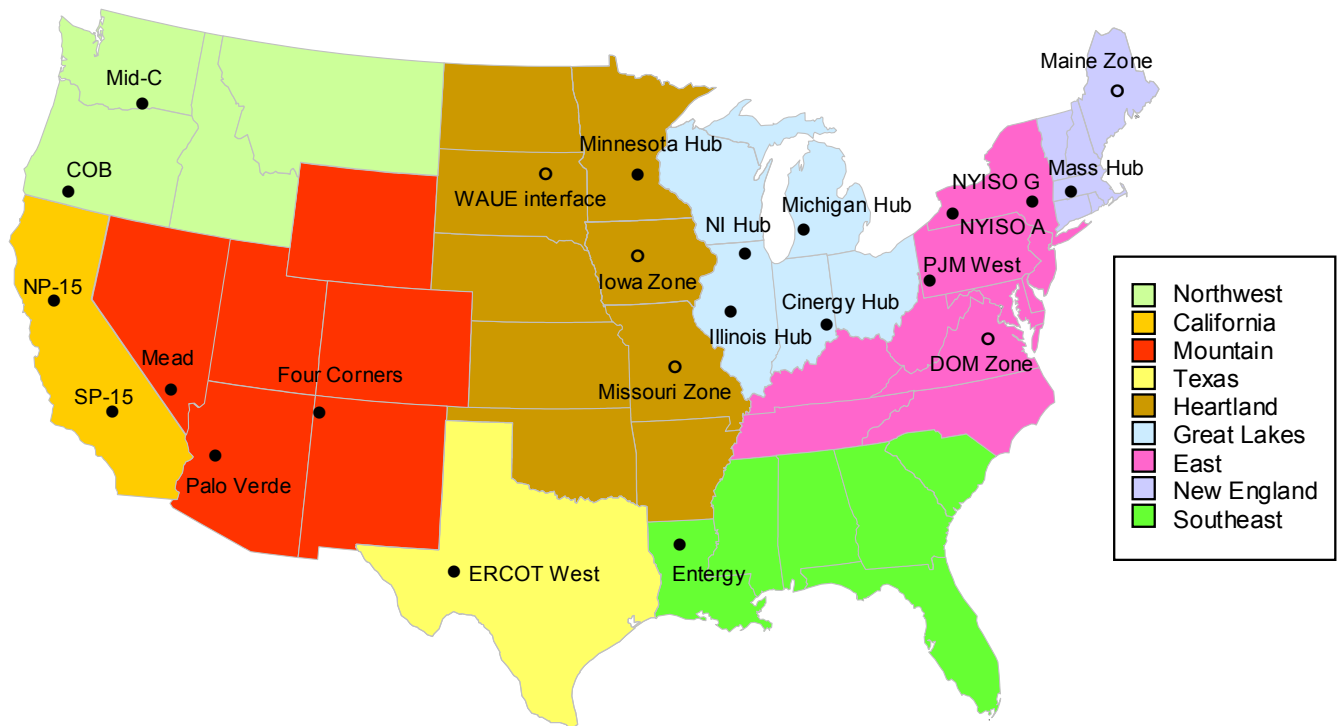 Maine Zone
Mid-C
Minnesota Hub
COB
Mass Hub
NYISO G
WAUE interface
Michigan Hub
NI Hub
NYISO A
PJM West
NP-15
Iowa Zone
Cinergy Hub
Illinois Hub
Mead
DOM Zone
Four Corners
Missouri Zone
SP-15
Palo Verde
ERCOT West
Entergy
Northwest
California
Mountain
Texas
Heartland
Great Lakes
East
New England
Southeast